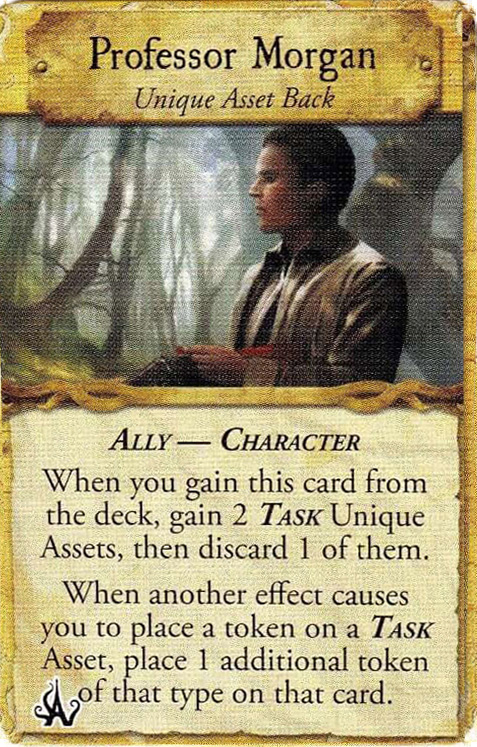 Professor Morgan
Unique Asset Back
ALLY — CHARACTER
When you gain this card from
the deck, gain 2 TASK Unique
Assets, then discard 1 of them.
When another effect causes
you to place a token on a TASK
Asset, place 1 additional token
of that type on that card.